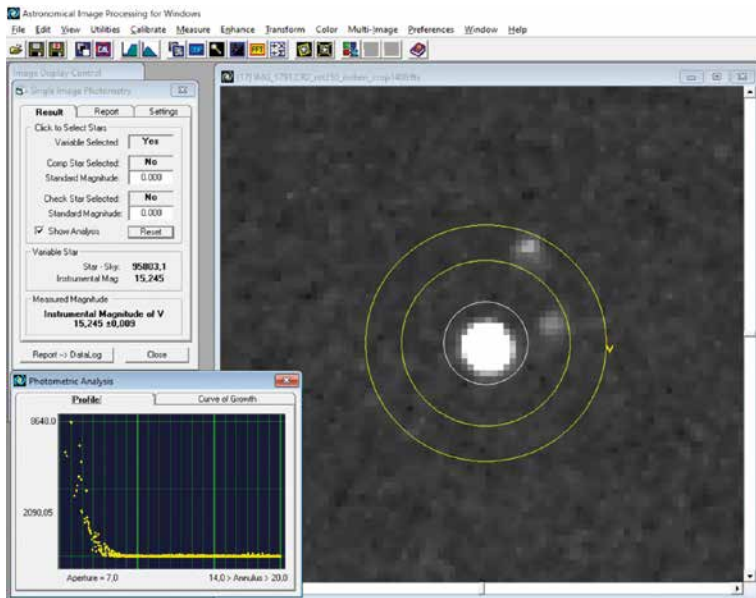 Astronomical Image Processing for Windows
File Edit View Utilities Calibrate Measure Enhance Transform Color Multi-Image Preferences Window Help
Image Display Control
Single Image Photometry
Result Report Settings
Click to Select Stars
Variable Selected: Yes
Comp Star Selected: No
Standard Magnitude: 0.000
Check Star Selected: No
Standard Magnitude: 0.000
Show Analysis Reset
Variable Star
Star - Sky: 95803,1
Instrumental Mag: 15,245
Measured Magnitude
Instrumental Magnitude of V
15,245 ±0,009
Report -> DataLog Close
V
Photometric Analysis
Profile Curve of Growth
2090,05
Aperture = 7,0 14,0 > Annulus > 20,0